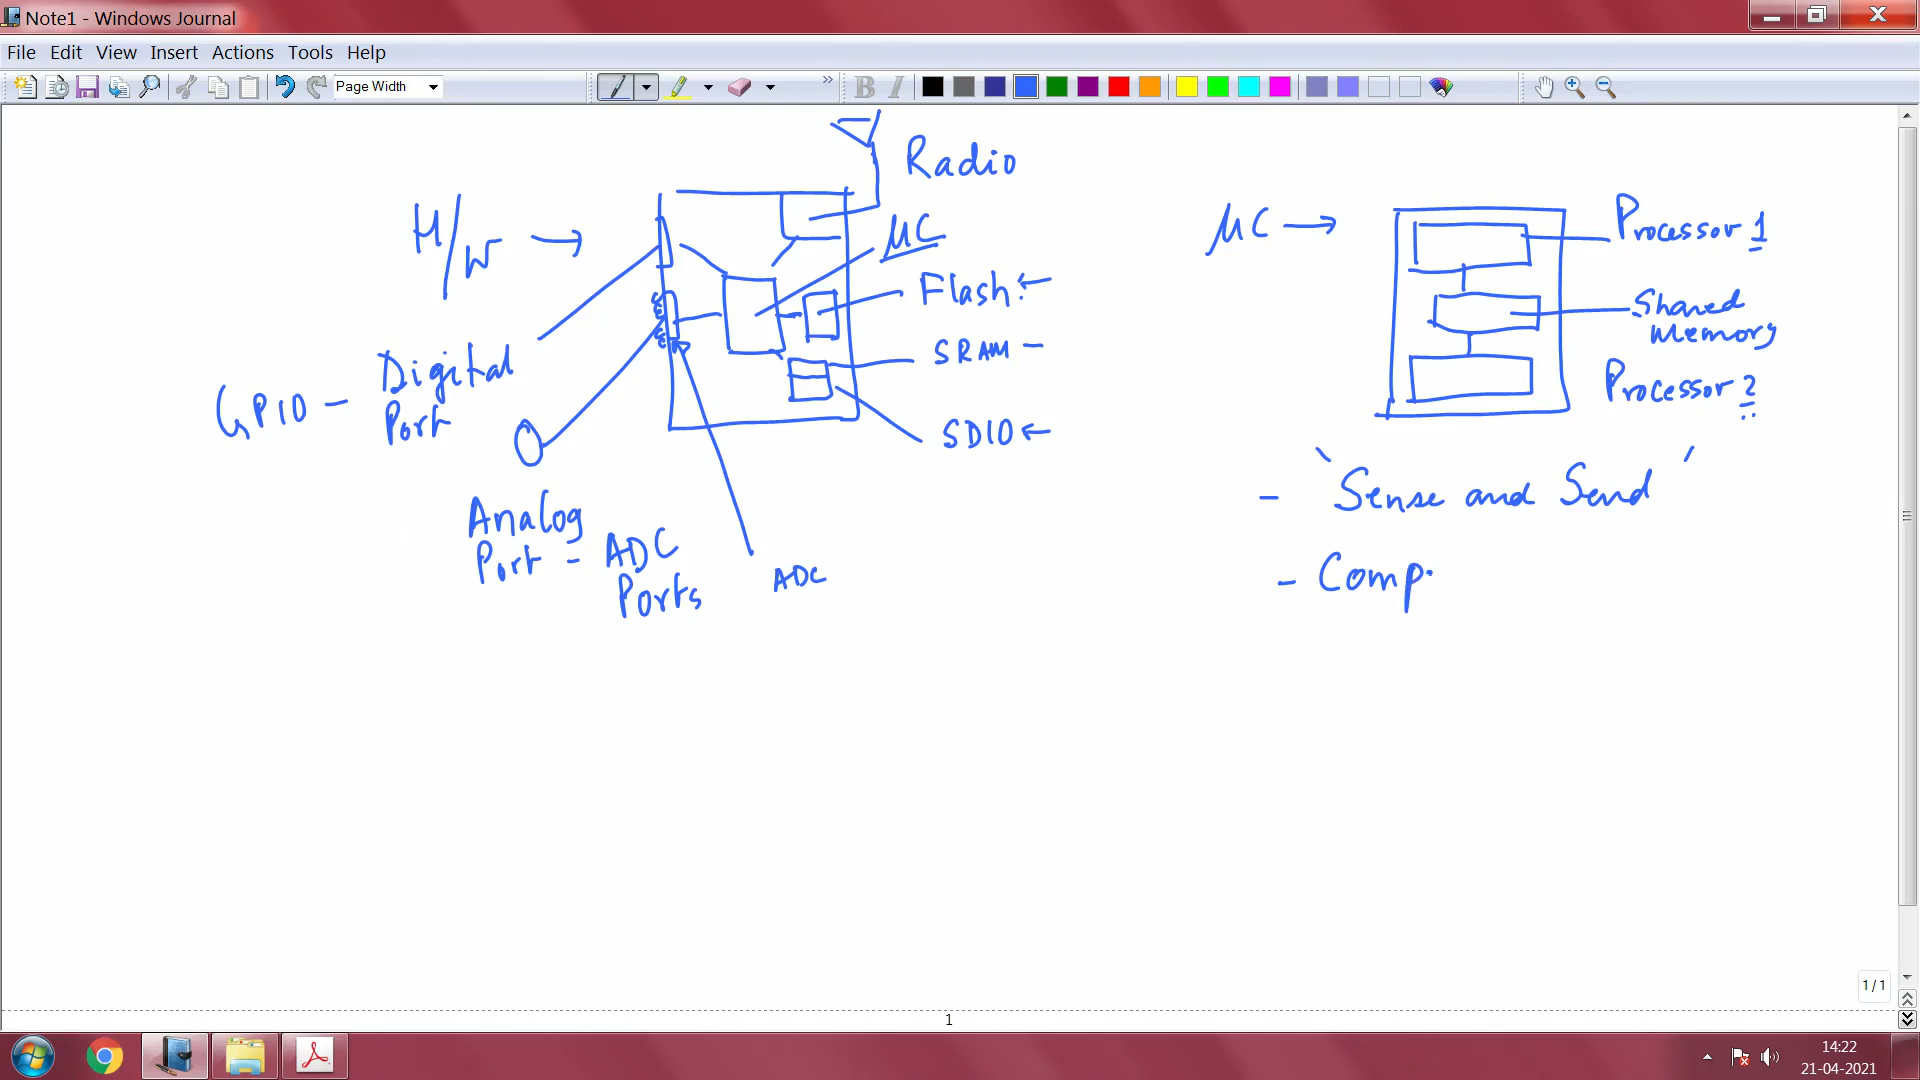 Note1 - Windows Journal
File Edit View Insert Actions Tools Help
Page Width
B I
Radio
H/W →
μC
Flash ←
SRAM -
SDIO ←
Digital
GPIO - Port
Analog
Port - ADC
Ports
ADC
μC →
Processor 1
Shared
Memory
Processor 2
- `Sense and Send'
- Comp.
1 / 1
1
14:22
21-04-2021